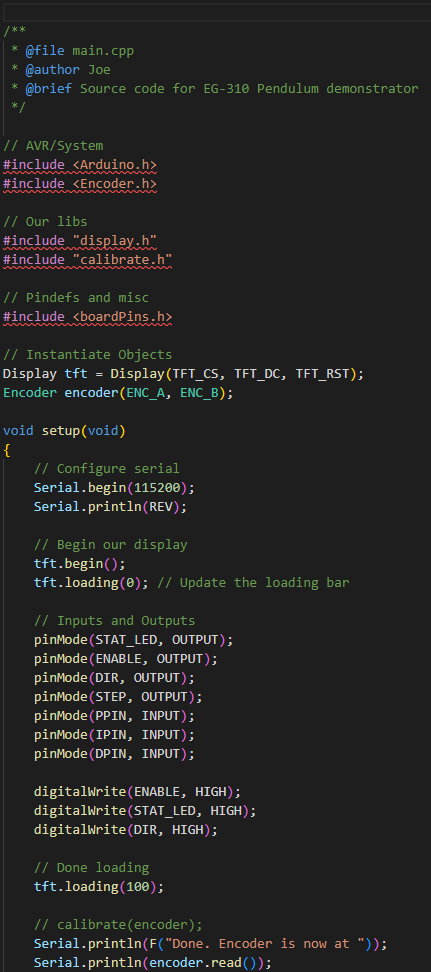 /**
 * @file main.cpp
 * @author Joe
 * @brief Source code for EG-310 Pendulum demonstrator
 */

// AVR/System
#include <Arduino.h>
#include <Encoder.h>

// Our libs
#include "display.h"
#include "calibrate.h"

// Pindefs and misc
#include <boardPins.h>

// Instantiate Objects
Display tft = Display(TFT_CS, TFT_DC, TFT_RST);
Encoder encoder(ENC_A, ENC_B);

void setup(void)
{
    // Configure serial
    Serial.begin(115200);
    Serial.println(REV);

    // Begin our display
    tft.begin();
    tft.loading(0); // Update the loading bar

    // Inputs and Outputs
    pinMode(STAT_LED, OUTPUT);
    pinMode(ENABLE, OUTPUT);
    pinMode(DIR, OUTPUT);
    pinMode(STEP, OUTPUT);
    pinMode(PPIN, INPUT);
    pinMode(IPIN, INPUT);
    pinMode(DPIN, INPUT);

    digitalWrite(ENABLE, HIGH);
    digitalWrite(STAT_LED, HIGH);
    digitalWrite(DIR, HIGH);

    // Done loading
    tft.loading(100);

    // calibrate(encoder);
    Serial.println(F("Done. Encoder is now at "));
    Serial.println(encoder.read());